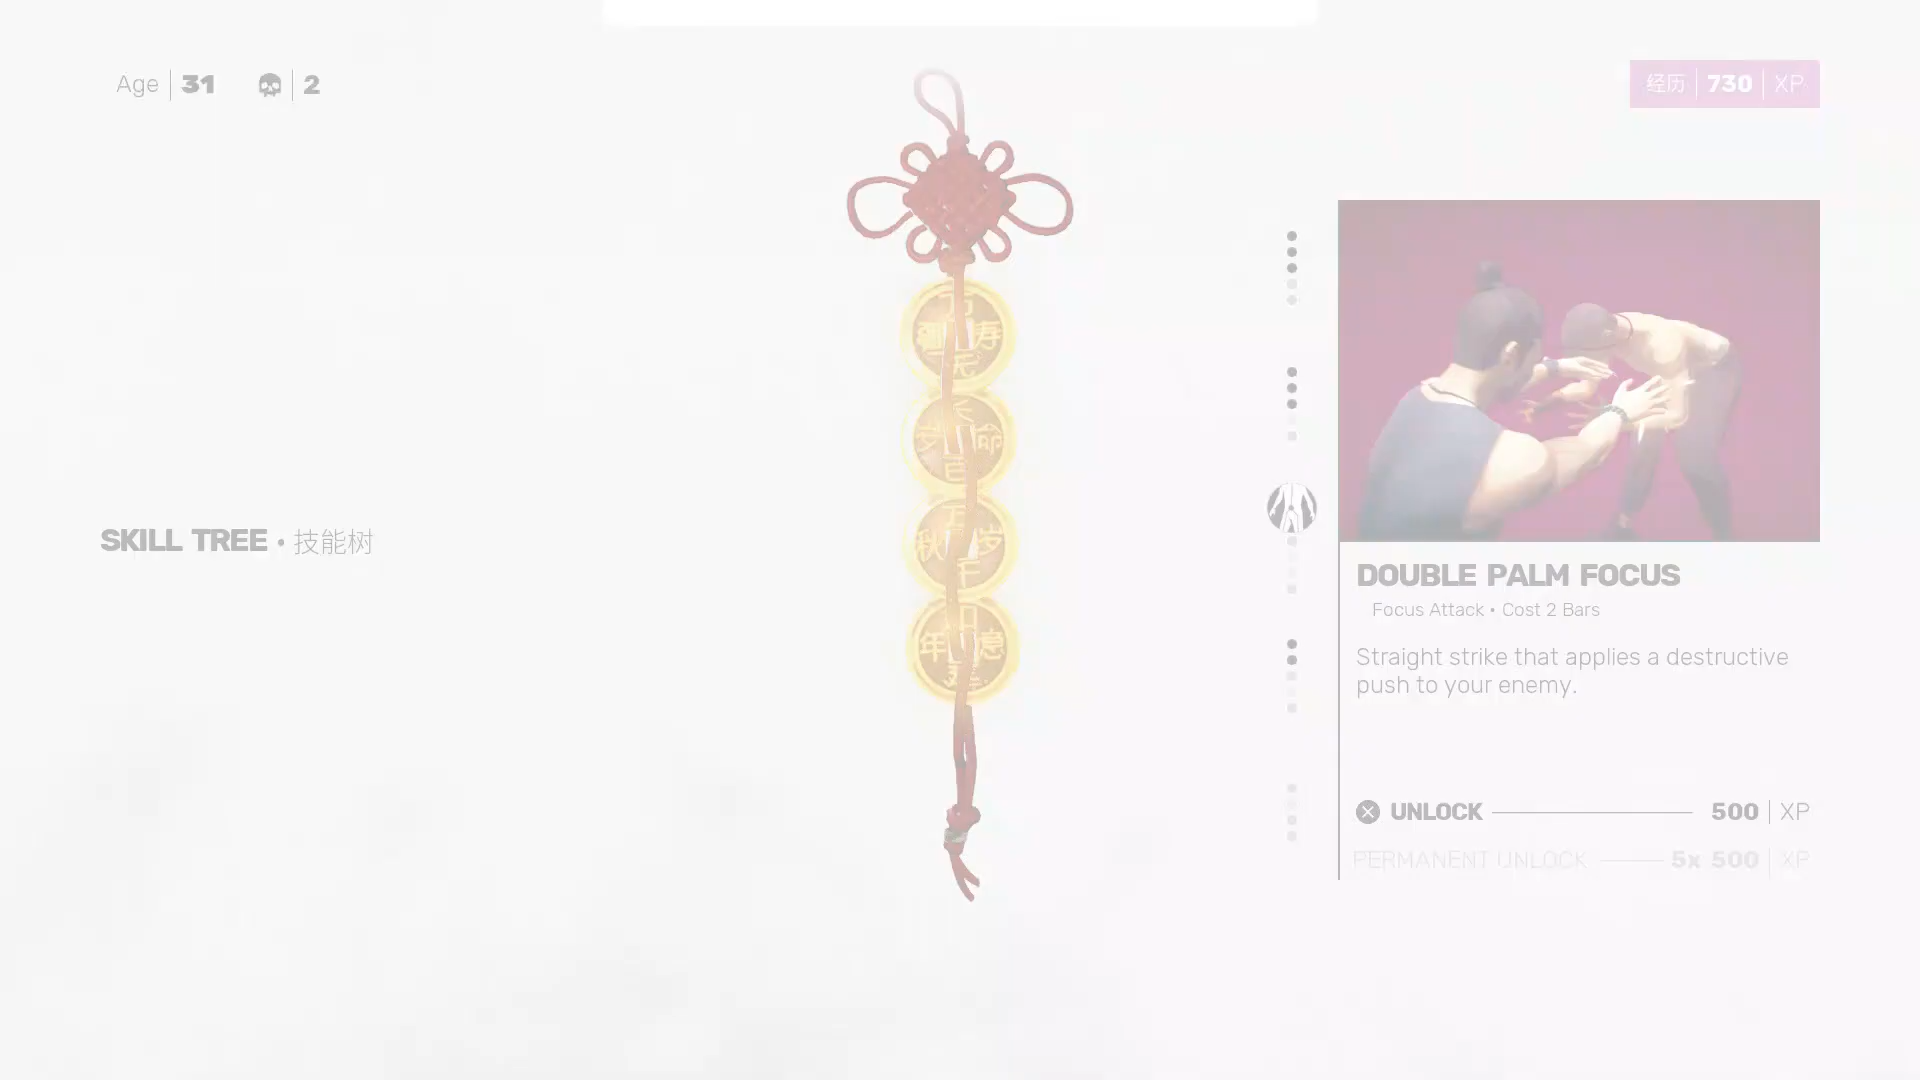 Age 31 2
经历 730 XP
SKILL TREE • 技能树
DOUBLE PALM FOCUS
Focus Attack • Cost 2 Bars
Straight strike that applies a destructive
push to your enemy.
UNLOCK 500 XP
PERMANENT UNLOCK 5x 500 XP